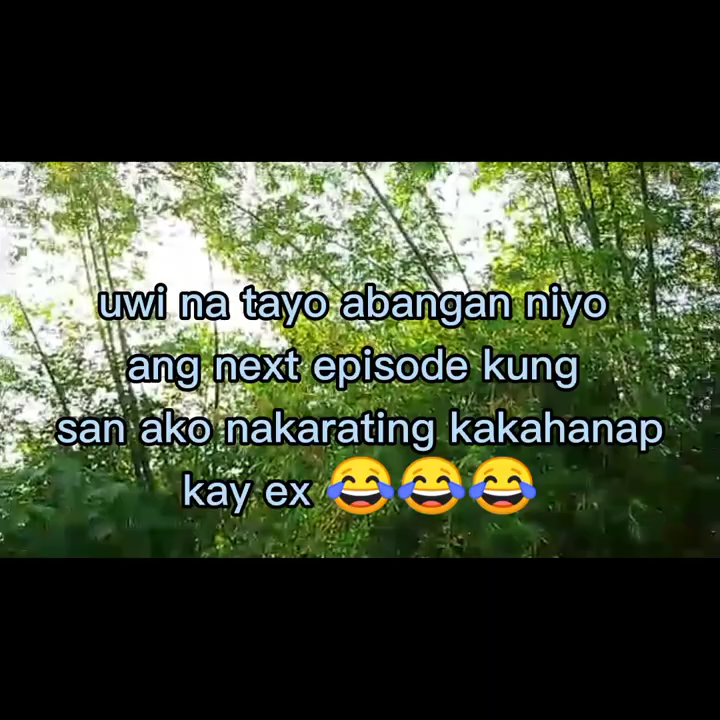 uwi na tayo abangan niyo
ang next episode kung
san ako nakarating kakahanap
kay ex 😂😂😂